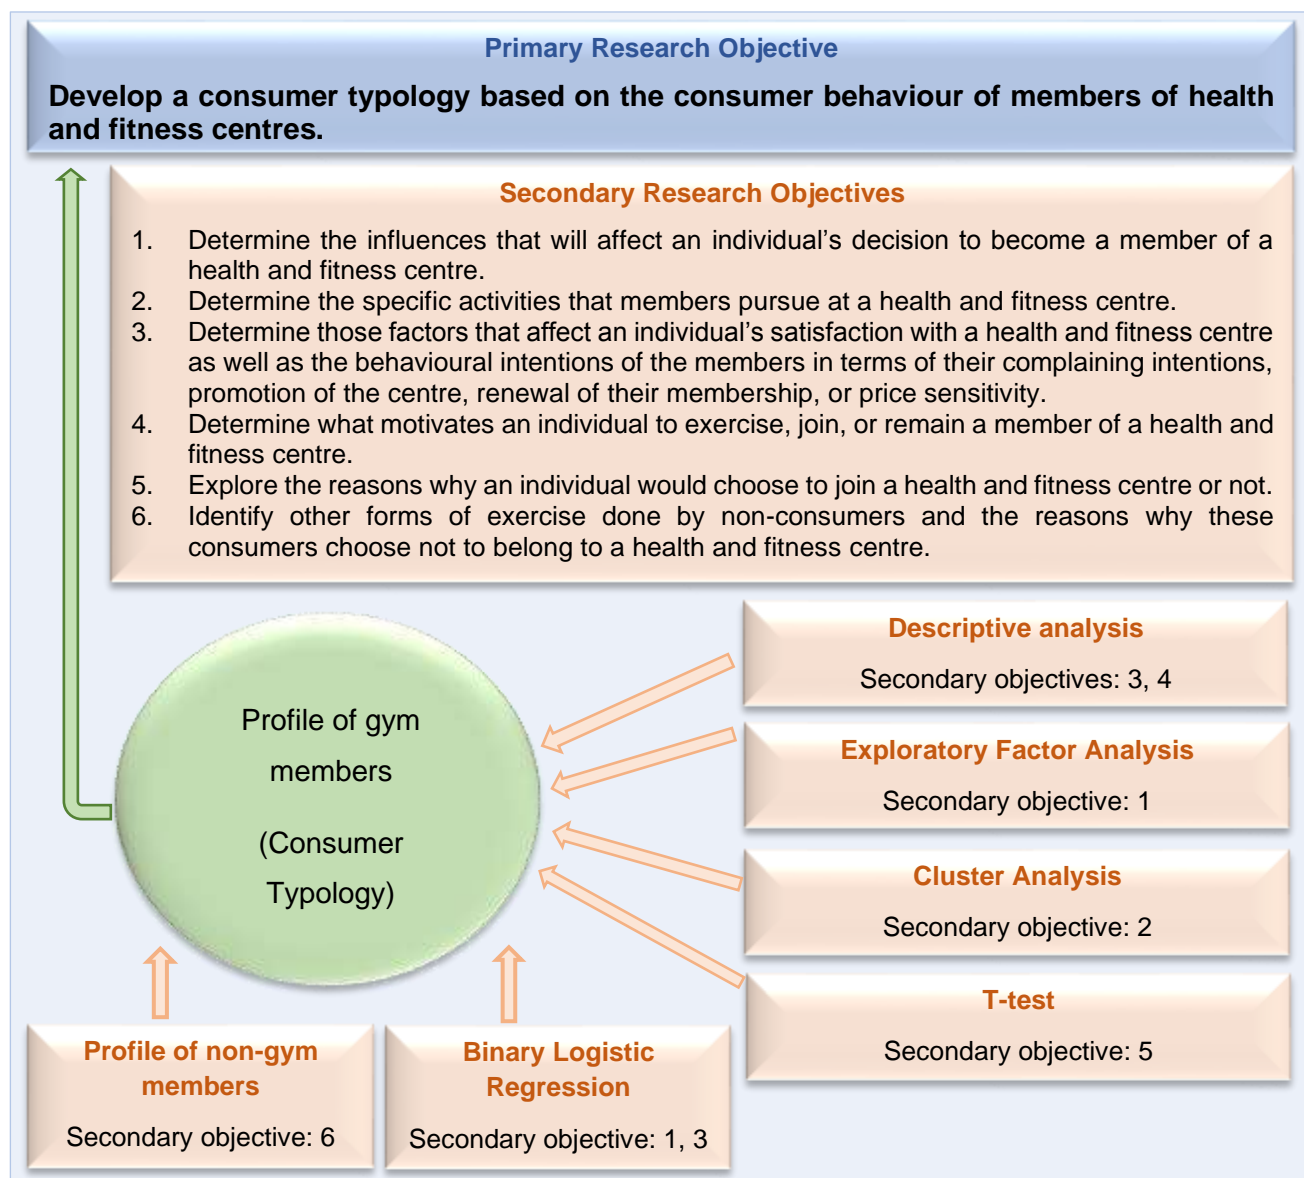 Primary Research Objective
Develop a consumer typology based on the consumer behaviour of members of health
and fitness centres.
Secondary Research Objectives
1. Determine the influences that will affect an individual’s decision to become a member of a
health and fitness centre.
2. Determine the specific activities that members pursue at a health and fitness centre.
3. Determine those factors that affect an individual’s satisfaction with a health and fitness centre
as well as the behavioural intentions of the members in terms of their complaining intentions,
promotion of the centre, renewal of their membership, or price sensitivity.
4. Determine what motivates an individual to exercise, join, or remain a member of a health and
fitness centre.
5. Explore the reasons why an individual would choose to join a health and fitness centre or not.
6. Identify other forms of exercise done by non-consumers and the reasons why these
consumers choose not to belong to a health and fitness centre.
Profile of gym
members
(Consumer
Typology)
Descriptive analysis
Secondary objectives: 3, 4
Exploratory Factor Analysis
Secondary objective: 1
Cluster Analysis
Secondary objective: 2
T-test
Secondary objective: 5
Profile of non-gym
members
Secondary objective: 6
Binary Logistic
Regression
Secondary objective: 1, 3